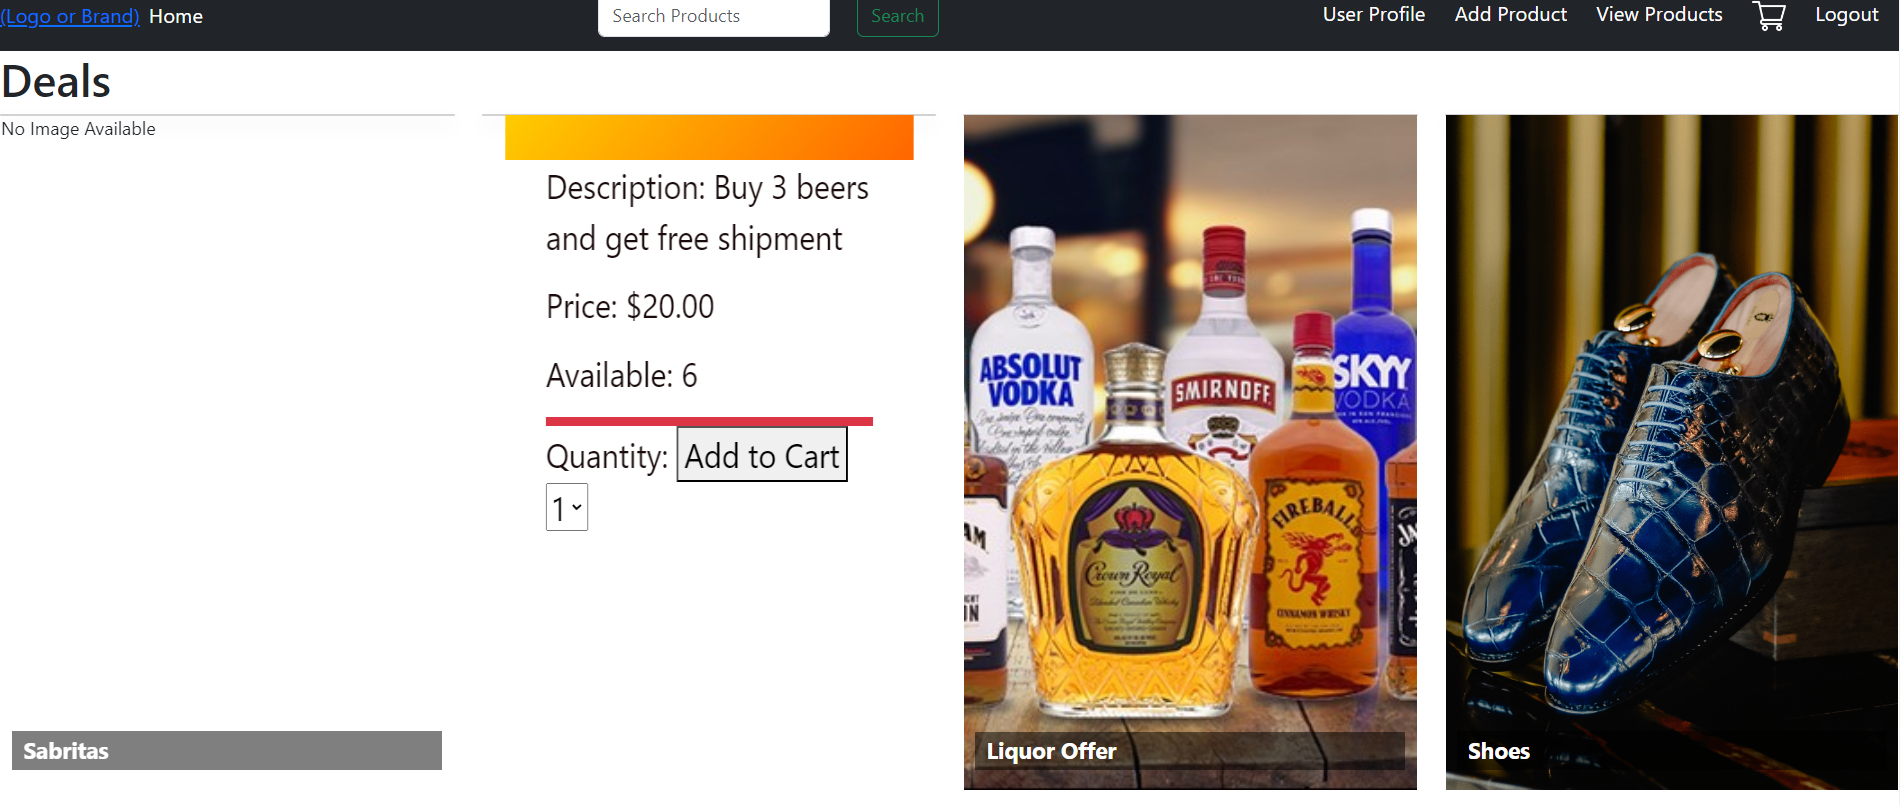 (Logo or Brand) Home Search Products Search User Profile Add Product View Products Logout
Deals
No Image Available
Description: Buy 3 beers
and get free shipment
Price: $20.00
Available: 6
Quantity: Add to Cart
1
Sabritas
ABSOLUT
VODKA
SMIRNOFF
SKYY
VODKA
Crown Royal
FIREBALL
CINNAMON WHISKY
Liquor Offer
Shoes